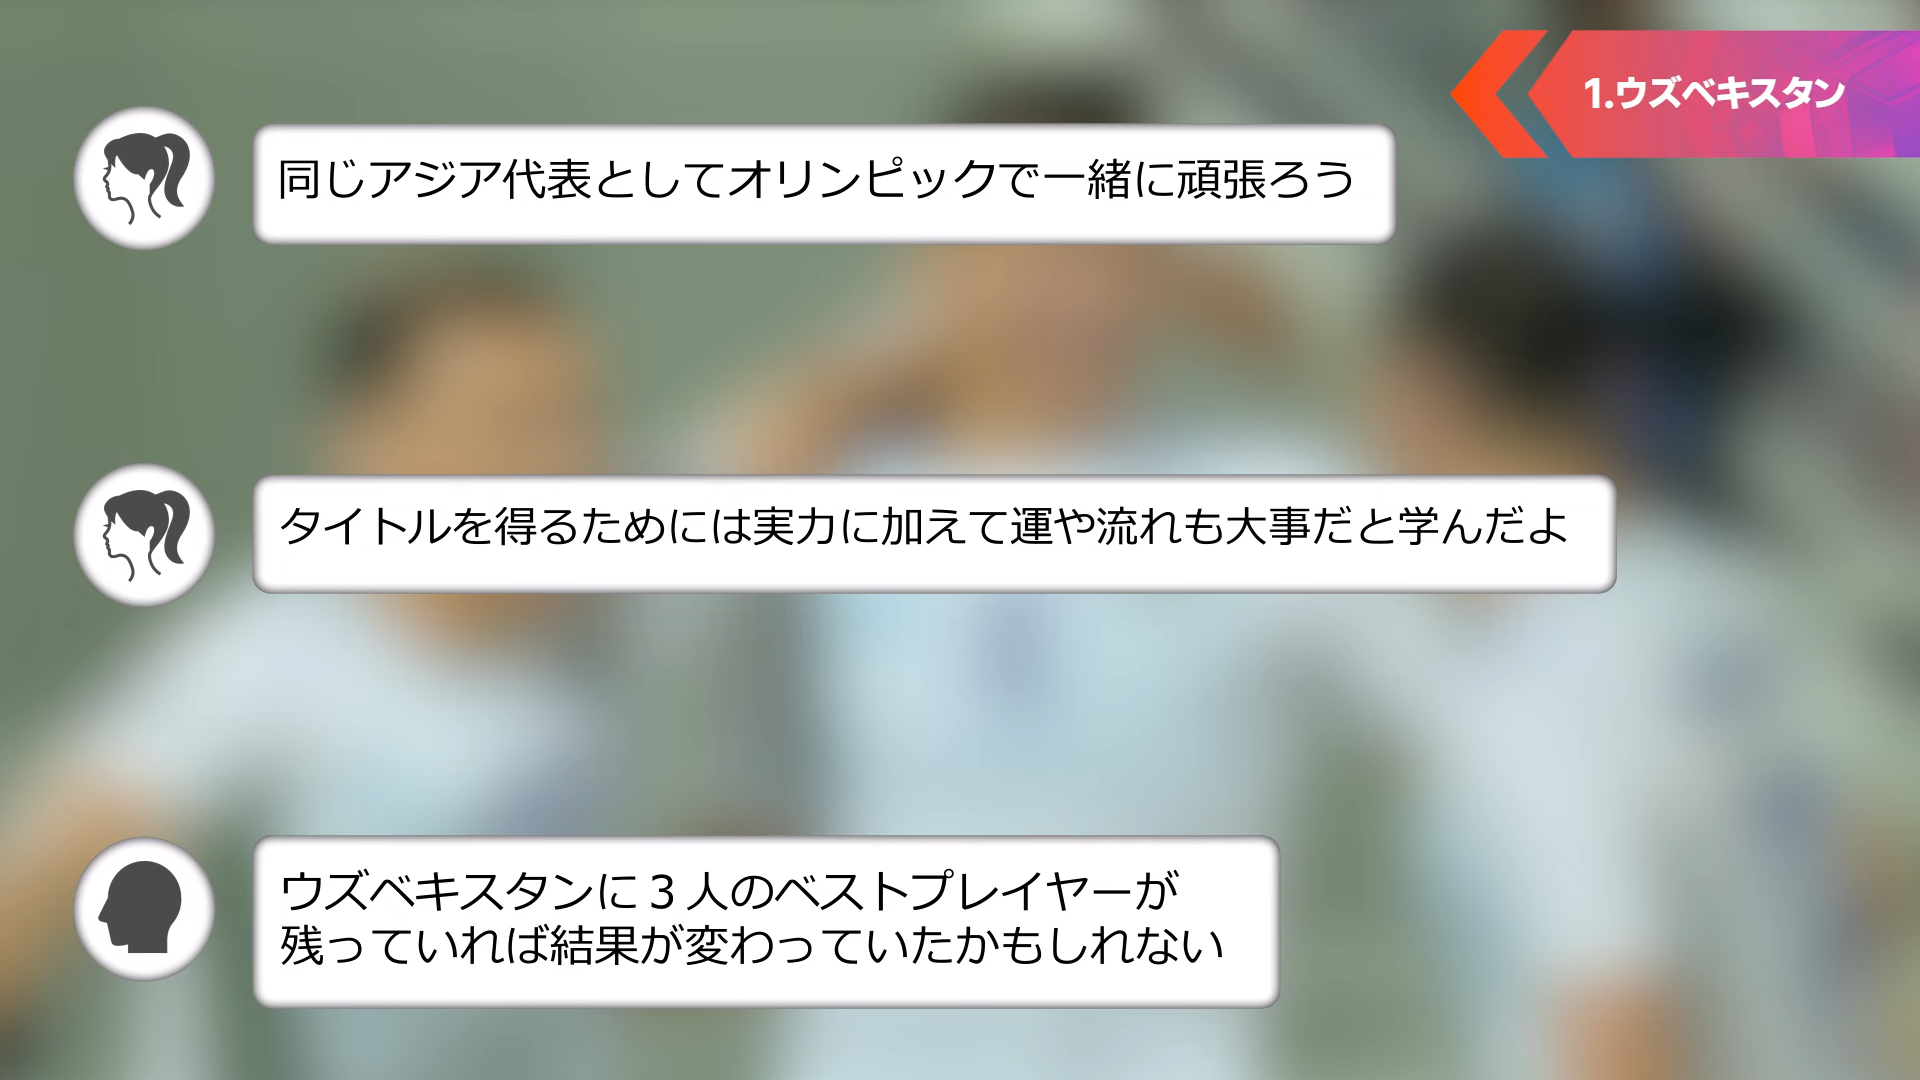 1.ウズベキスタン
同じアジア代表としてオリンピックで一緒に頑張ろう
タイトルを得るためには実力に加えて運や流れも大事だと学んだよ
ウズベキスタンに3人のベストプレイヤーが
残っていれば結果が変わっていたかもしれない